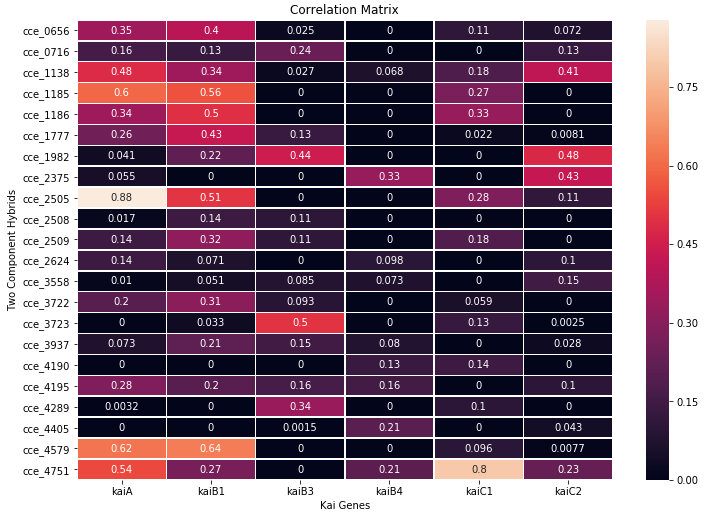 Correlation Matrix
Two Component Hybrids
cce_0656 0.35 0.4 0.025 0 0.11 0.072
cce_0716 0.16 0.13 0.24 0 0 0.13
cce_1138 0.48 0.34 0.027 0.068 0.18 0.41
cce_1185 0.6 0.56 0 0 0.27 0
cce_1186 0.34 0.5 0 0 0.33 0
cce_1777 0.26 0.43 0.13 0 0.022 0.0081
cce_1982 0.041 0.22 0.44 0 0 0.48
cce_2375 0.055 0 0 0.33 0 0.43
cce_2505 0.88 0.51 0 0 0.28 0.11
cce_2508 0.017 0.14 0.11 0 0 0
cce_2509 0.14 0.32 0.11 0 0.18 0
cce_2624 0.14 0.071 0 0.098 0 0.1
cce_3558 0.01 0.051 0.085 0.073 0 0.15
cce_3722 0.2 0.31 0.093 0 0.059 0
cce_3723 0 0.033 0.5 0 0.13 0.0025
cce_3937 0.073 0.21 0.15 0.08 0 0.028
cce_4190 0 0 0 0.13 0.14 0
cce_4195 0.28 0.2 0.16 0.16 0 0.1
cce_4289 0.0032 0 0.34 0 0.1 0
cce_4405 0 0 0.0015 0.21 0 0.043
cce_4579 0.62 0.64 0 0 0.096 0.0077
cce_4751 0.54 0.27 0 0.21 0.8 0.23
kaiA kaiB1 kaiB3 kaiB4 kaiC1 kaiC2
Kai Genes
0.75
0.60
0.45
0.30
0.15
0.00